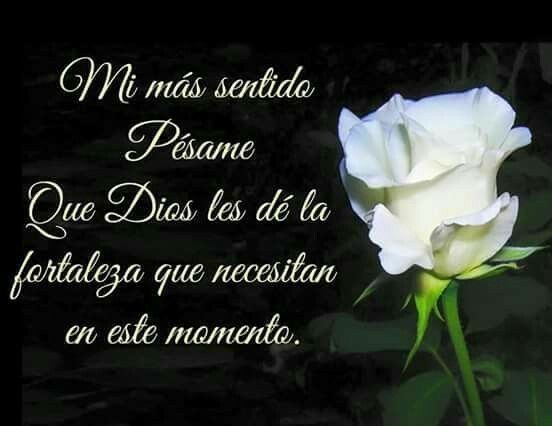 Mi más sentido
Pésame
Que Dios les dé la
fortaleza que necesitan
en este momento.